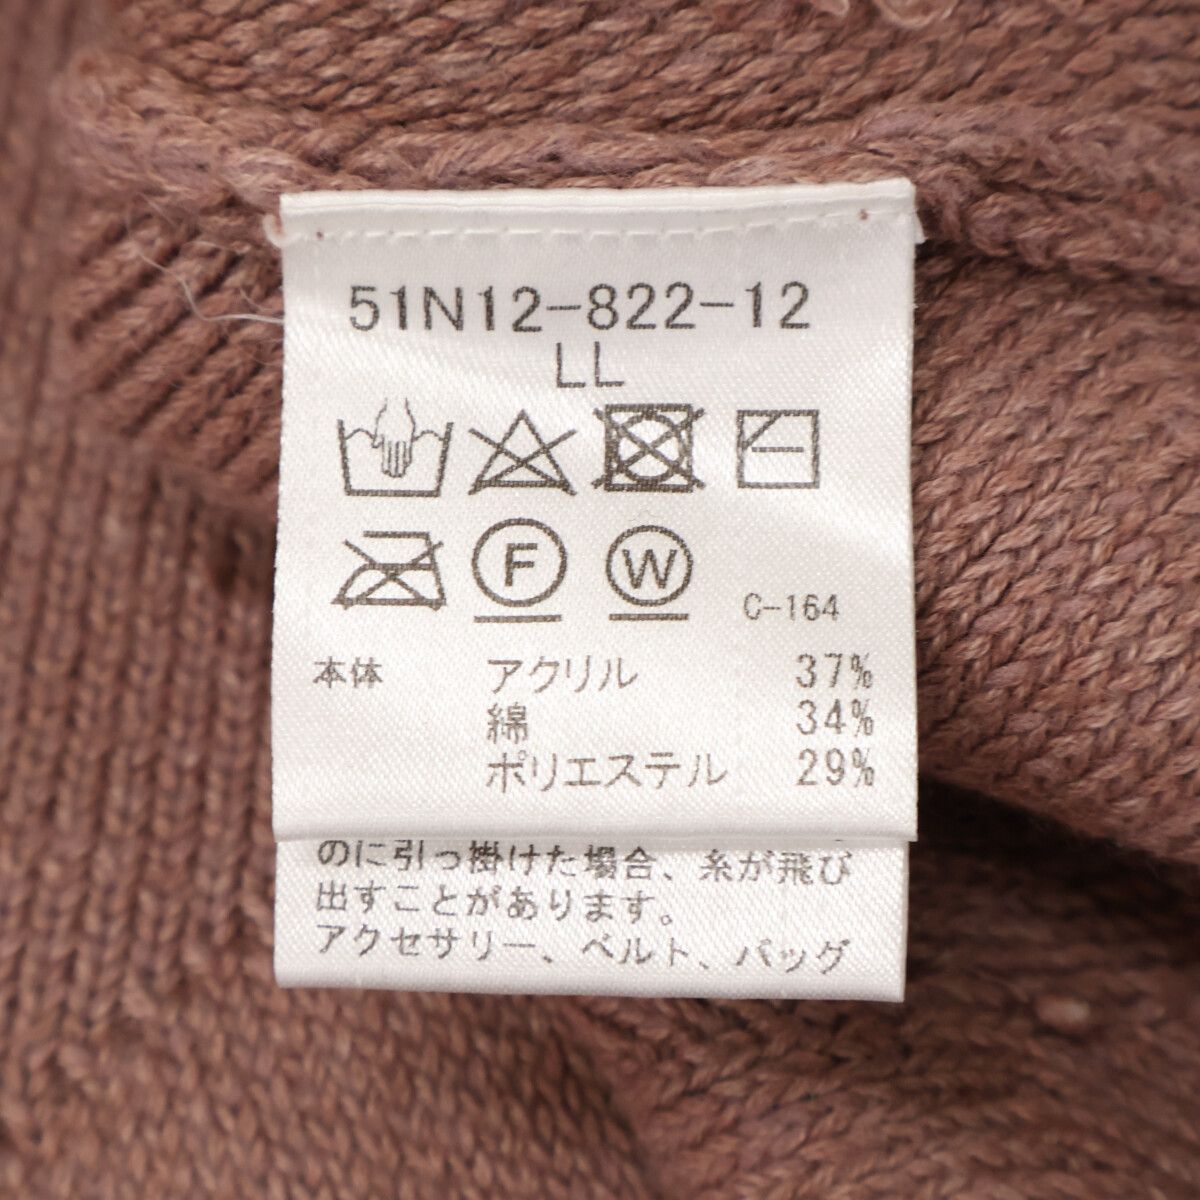 51N12-822-12
LL
F W C-164
本体 アクリル 37%
綿 34%
ポリエステル 29%
のに引っ掛けた場合、糸が飛び
出すことがあります。
アクセサリー、ベルト、バッグ